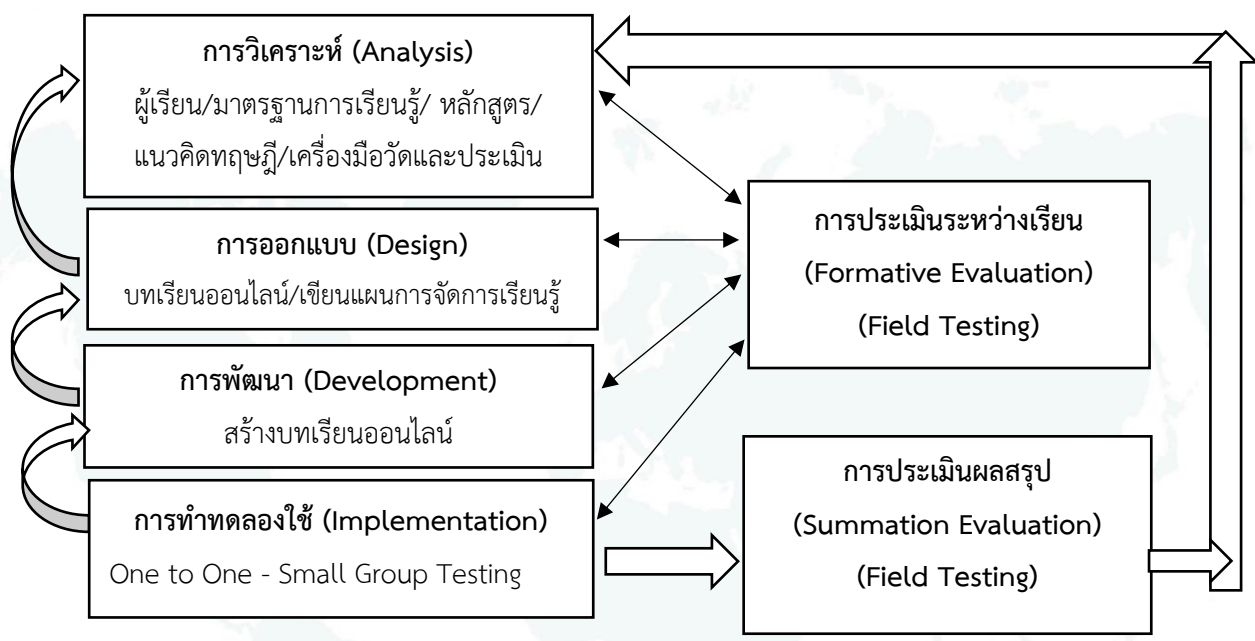 การวิเคราะห์ (Analysis)
ผู้เรียน/มาตรฐานการเรียนรู้/ หลักสูตร/
แนวคิดทฤษฎี/เครื่องมือวัดและประเมิน
การออกแบบ (Design)
บทเรียนออนไลน์/เขียนแผนการจัดการเรียนรู้
การพัฒนา (Development)
สร้างบทเรียนออนไลน์
การทำทดลองใช้ (Implementation)
One to One - Small Group Testing
การประเมินระหว่างเรียน
(Formative Evaluation)
(Field Testing)
การประเมินผลสรุป
(Summation Evaluation)
(Field Testing)